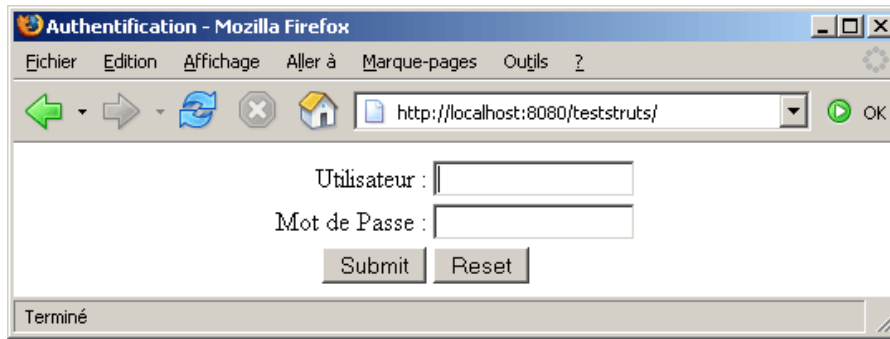 Authentification - Mozilla Firefox
Fichier Edition Affichage Aller à Marque-pages Outils ?
http://localhost:8080/teststruts/ OK
Utilisateur :
Mot de Passe :
Submit Reset
Terminé